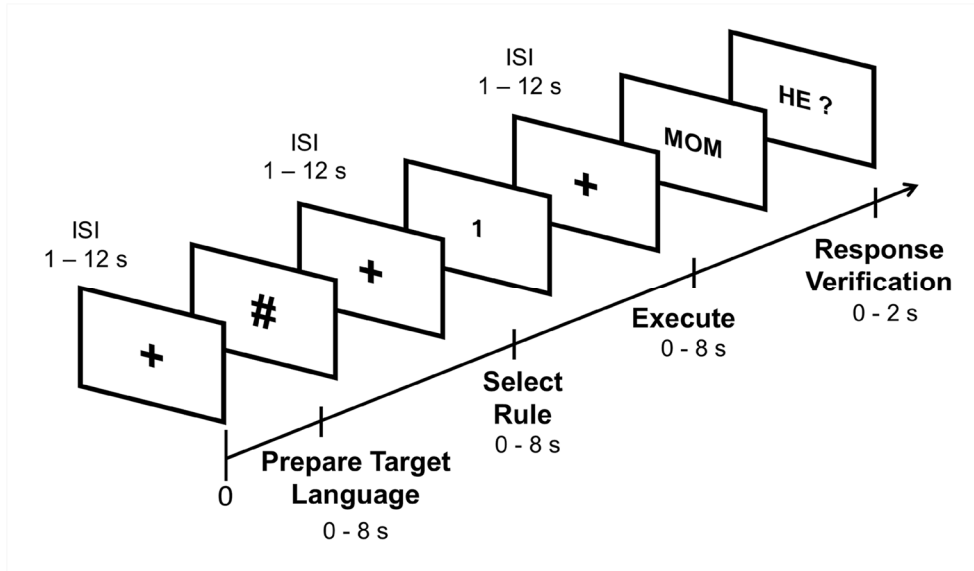 ISI
1 – 12 s
+
#
ISI
1 – 12 s
+
1
ISI
1 – 12 s
+
MOM
HE ?
0
Prepare Target
Language
0 - 8 s
Select
Rule
0 - 8 s
Execute
0 - 8 s
Response
Verification
0 - 2 s